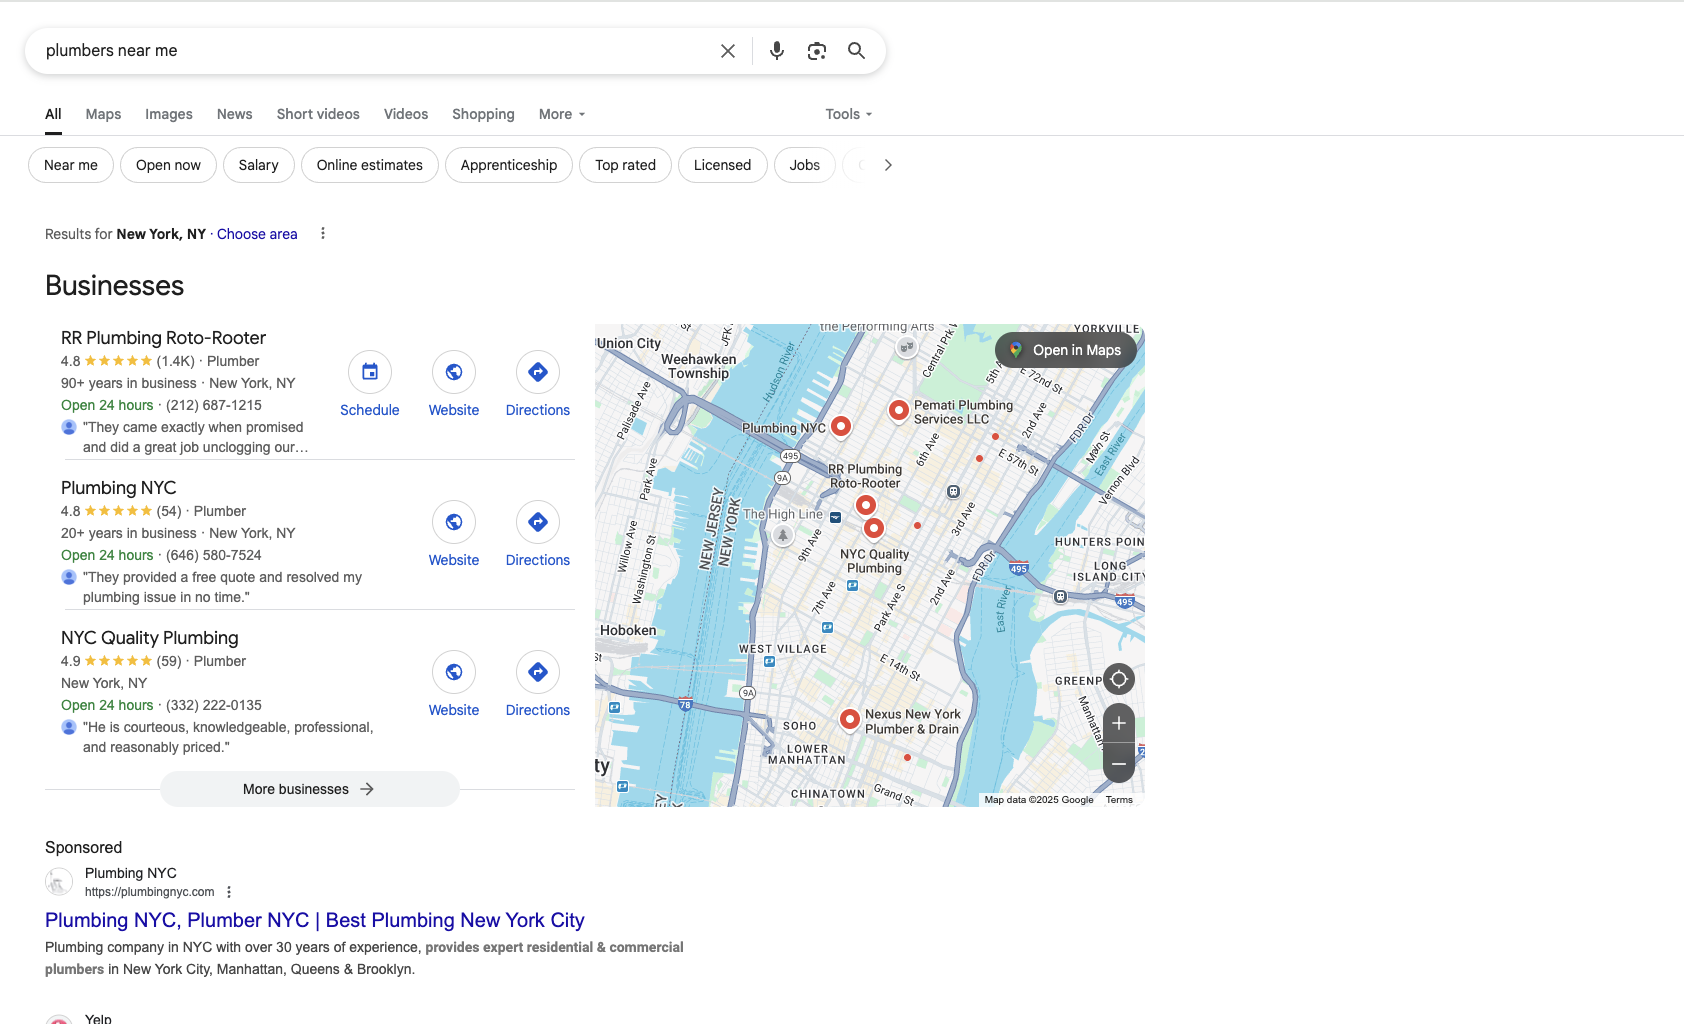 plumbers near me
All Maps Images News Short videos Videos Shopping More Tools
Near me Open now Salary Online estimates Apprenticeship Top rated Licensed Jobs
Results for New York, NY · Choose area
Businesses
RR Plumbing Roto-Rooter
4.8 (1.4K) · Plumber
90+ years in business · New York, NY
Open 24 hours · (212) 687-1215
"They came exactly when promised
and did a great job unclogging our…
Schedule Website Directions
Plumbing NYC
4.8 (54) · Plumber
20+ years in business · New York, NY
Open 24 hours · (646) 580-7524
"They provided a free quote and resolved my
plumbing issue in no time."
Website Directions
NYC Quality Plumbing
4.9 (59) · Plumber
New York, NY
Open 24 hours · (332) 222-0135
"He is courteous, knowledgeable, professional,
and reasonably priced."
Website Directions
More businesses
the Performing Arts
YORKVILLE
Open in Maps
Union City
Weehawken
Township
JFK
Hudson River
Central Park W
5th A
E 72nd St
Palisade Ave
Pemati Plumbing
Services LLC
2nd Ave
FDR Dr
Main St
East River
Plumbing NYC
6th Ave
E 57th St
495
9A
Park Ave
RR Plumbing
Roto-Rooter
Vernon Blvd
NEW JERSEY
NEW YORK
The High Line
3rd Ave
9th Ave
Willow Ave
Washington St
NYC Quality
Plumbing
HUNTERS POIN
LONG
ISLAND CITY
495
495
FDR Dr
2nd Ave
7th Ave
Park Ave S
East River
Hoboken
St
WEST VILLAGE
E 14th St
GREENP
9A
78
Manhattan
SOHO
Nexus New York
Plumber & Drain
LOWER
MANHATTAN
ty
CHINATOWN
Grand St
Map data ©2025 Google Terms
Sponsored
Plumbing NYC
https://plumbingnyc.com
Plumbing NYC, Plumber NYC | Best Plumbing New York City
Plumbing company in NYC with over 30 years of experience, provides expert residential & commercial
plumbers in New York City, Manhattan, Queens & Brooklyn.
Yelp